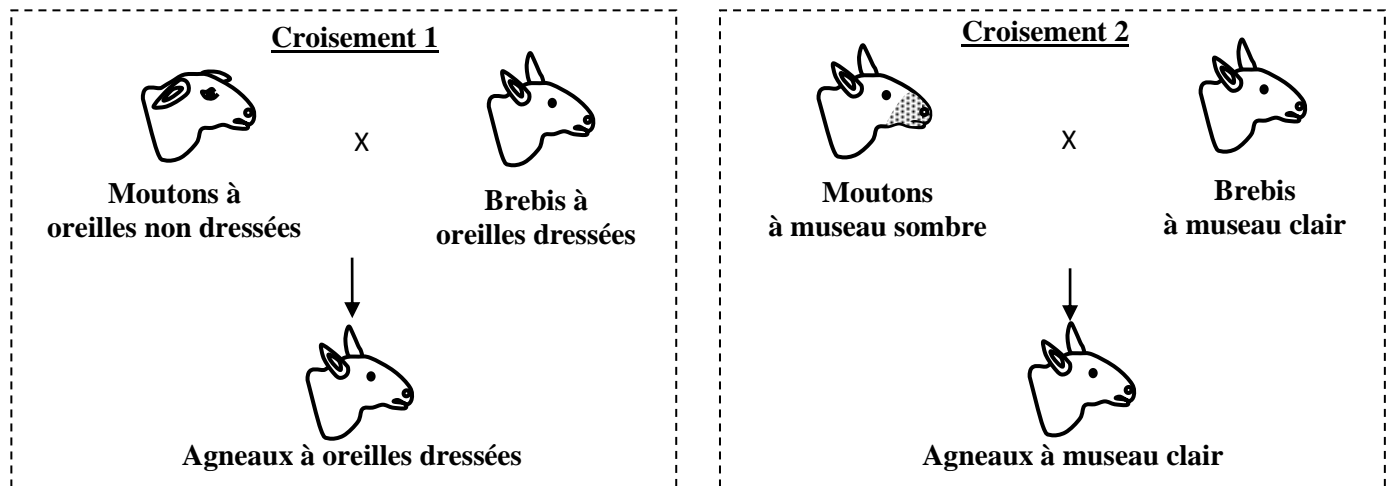 Croisement 1
X
Moutons à
oreilles non dressées
Brebis à
oreilles dressées
Agneaux à oreilles dressées
Croisement 2
X
Moutons
à museau sombre
Brebis
à museau clair
Agneaux à museau clair